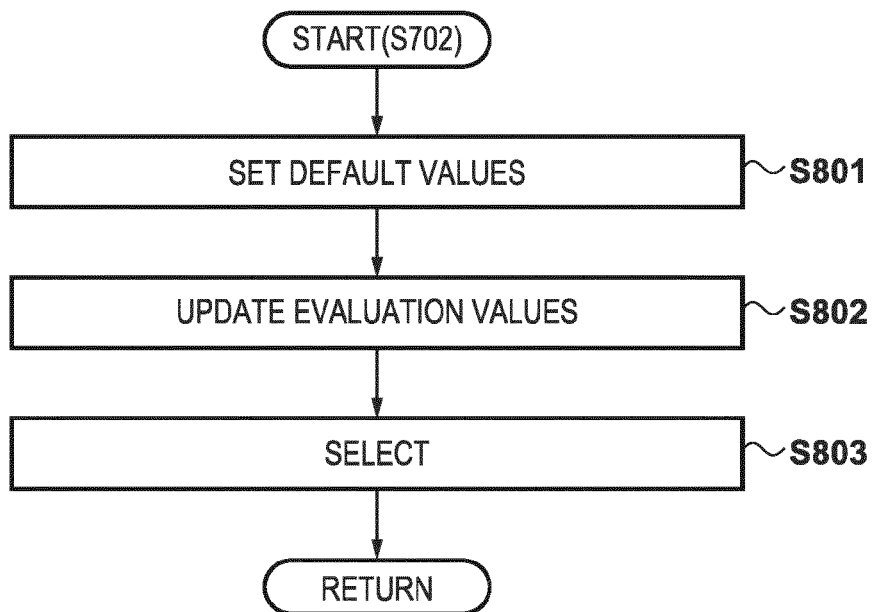 START(S702)
SET DEFAULT VALUES
S801
UPDATE EVALUATION VALUES
S802
SELECT
S803
RETURN